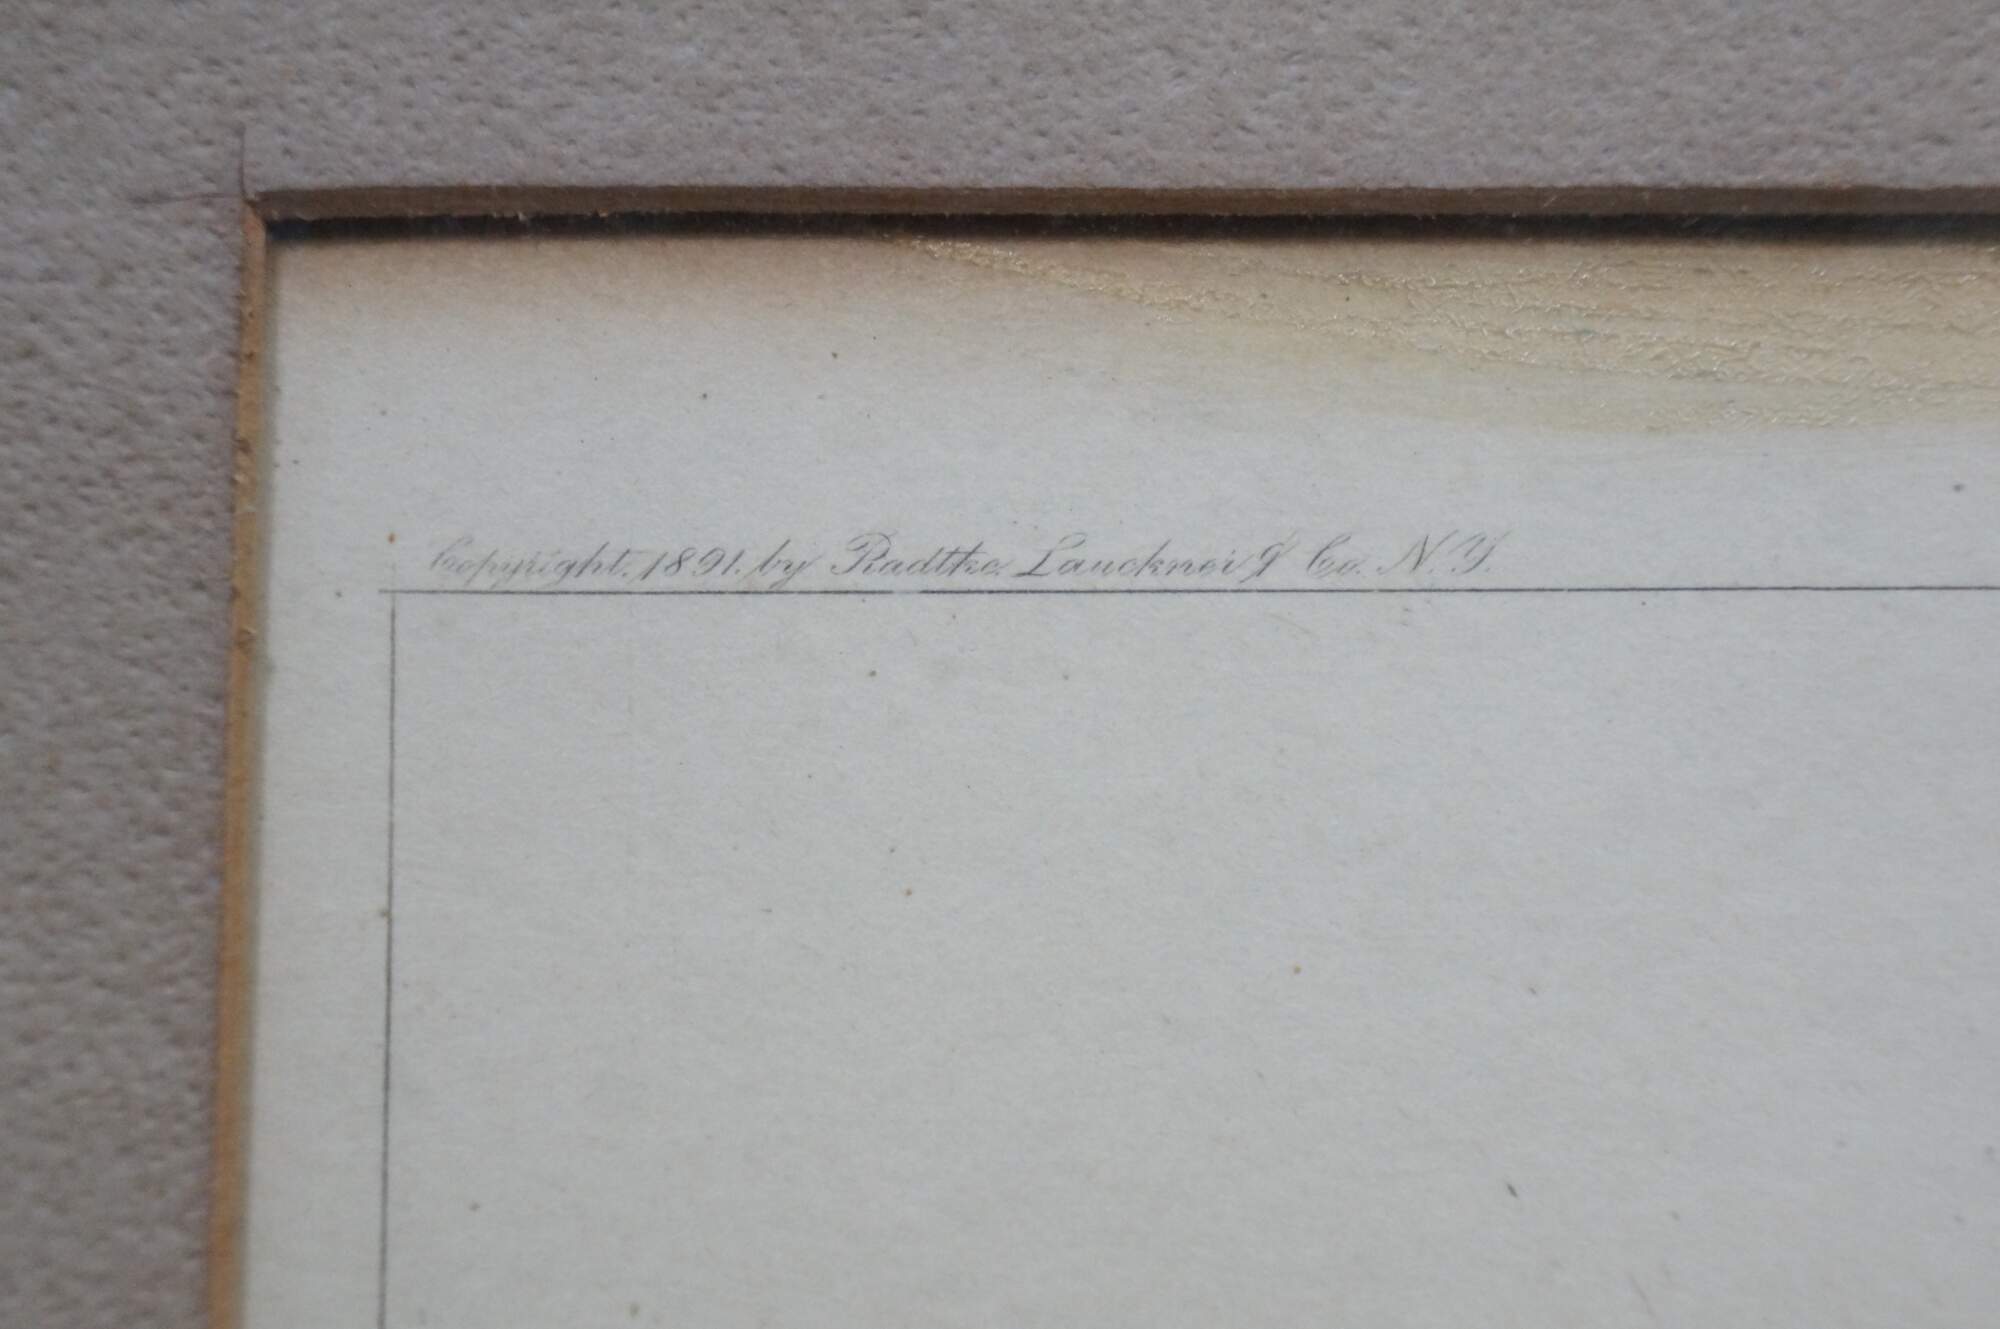 Copyright. 1891. by Radtke Lauckner & Co. N.Y.